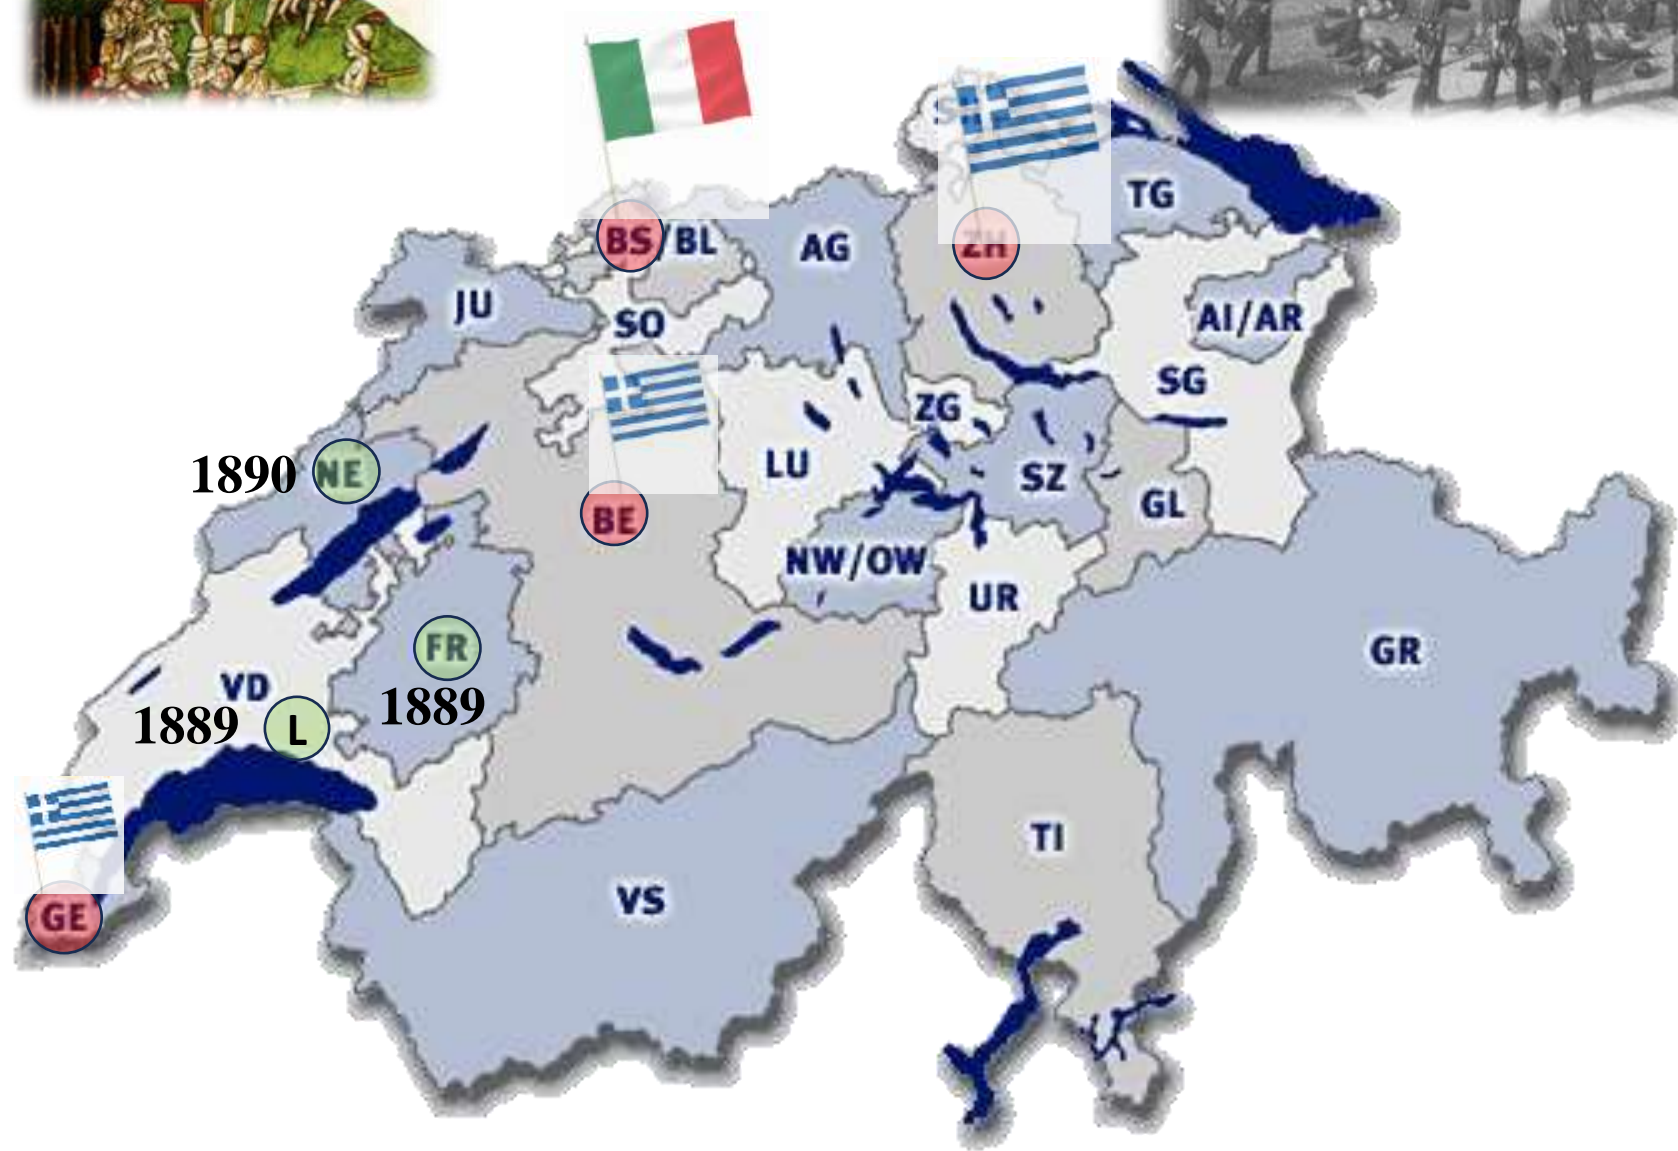 S
TG
BS/BL
AG
ZH
JU
SO
AI/AR
SG
ZG
1890 NE
LU
SZ
BE
GL
NW/OW
UR
FR
GR
VD
1889
1889 L
TI
VS
GE